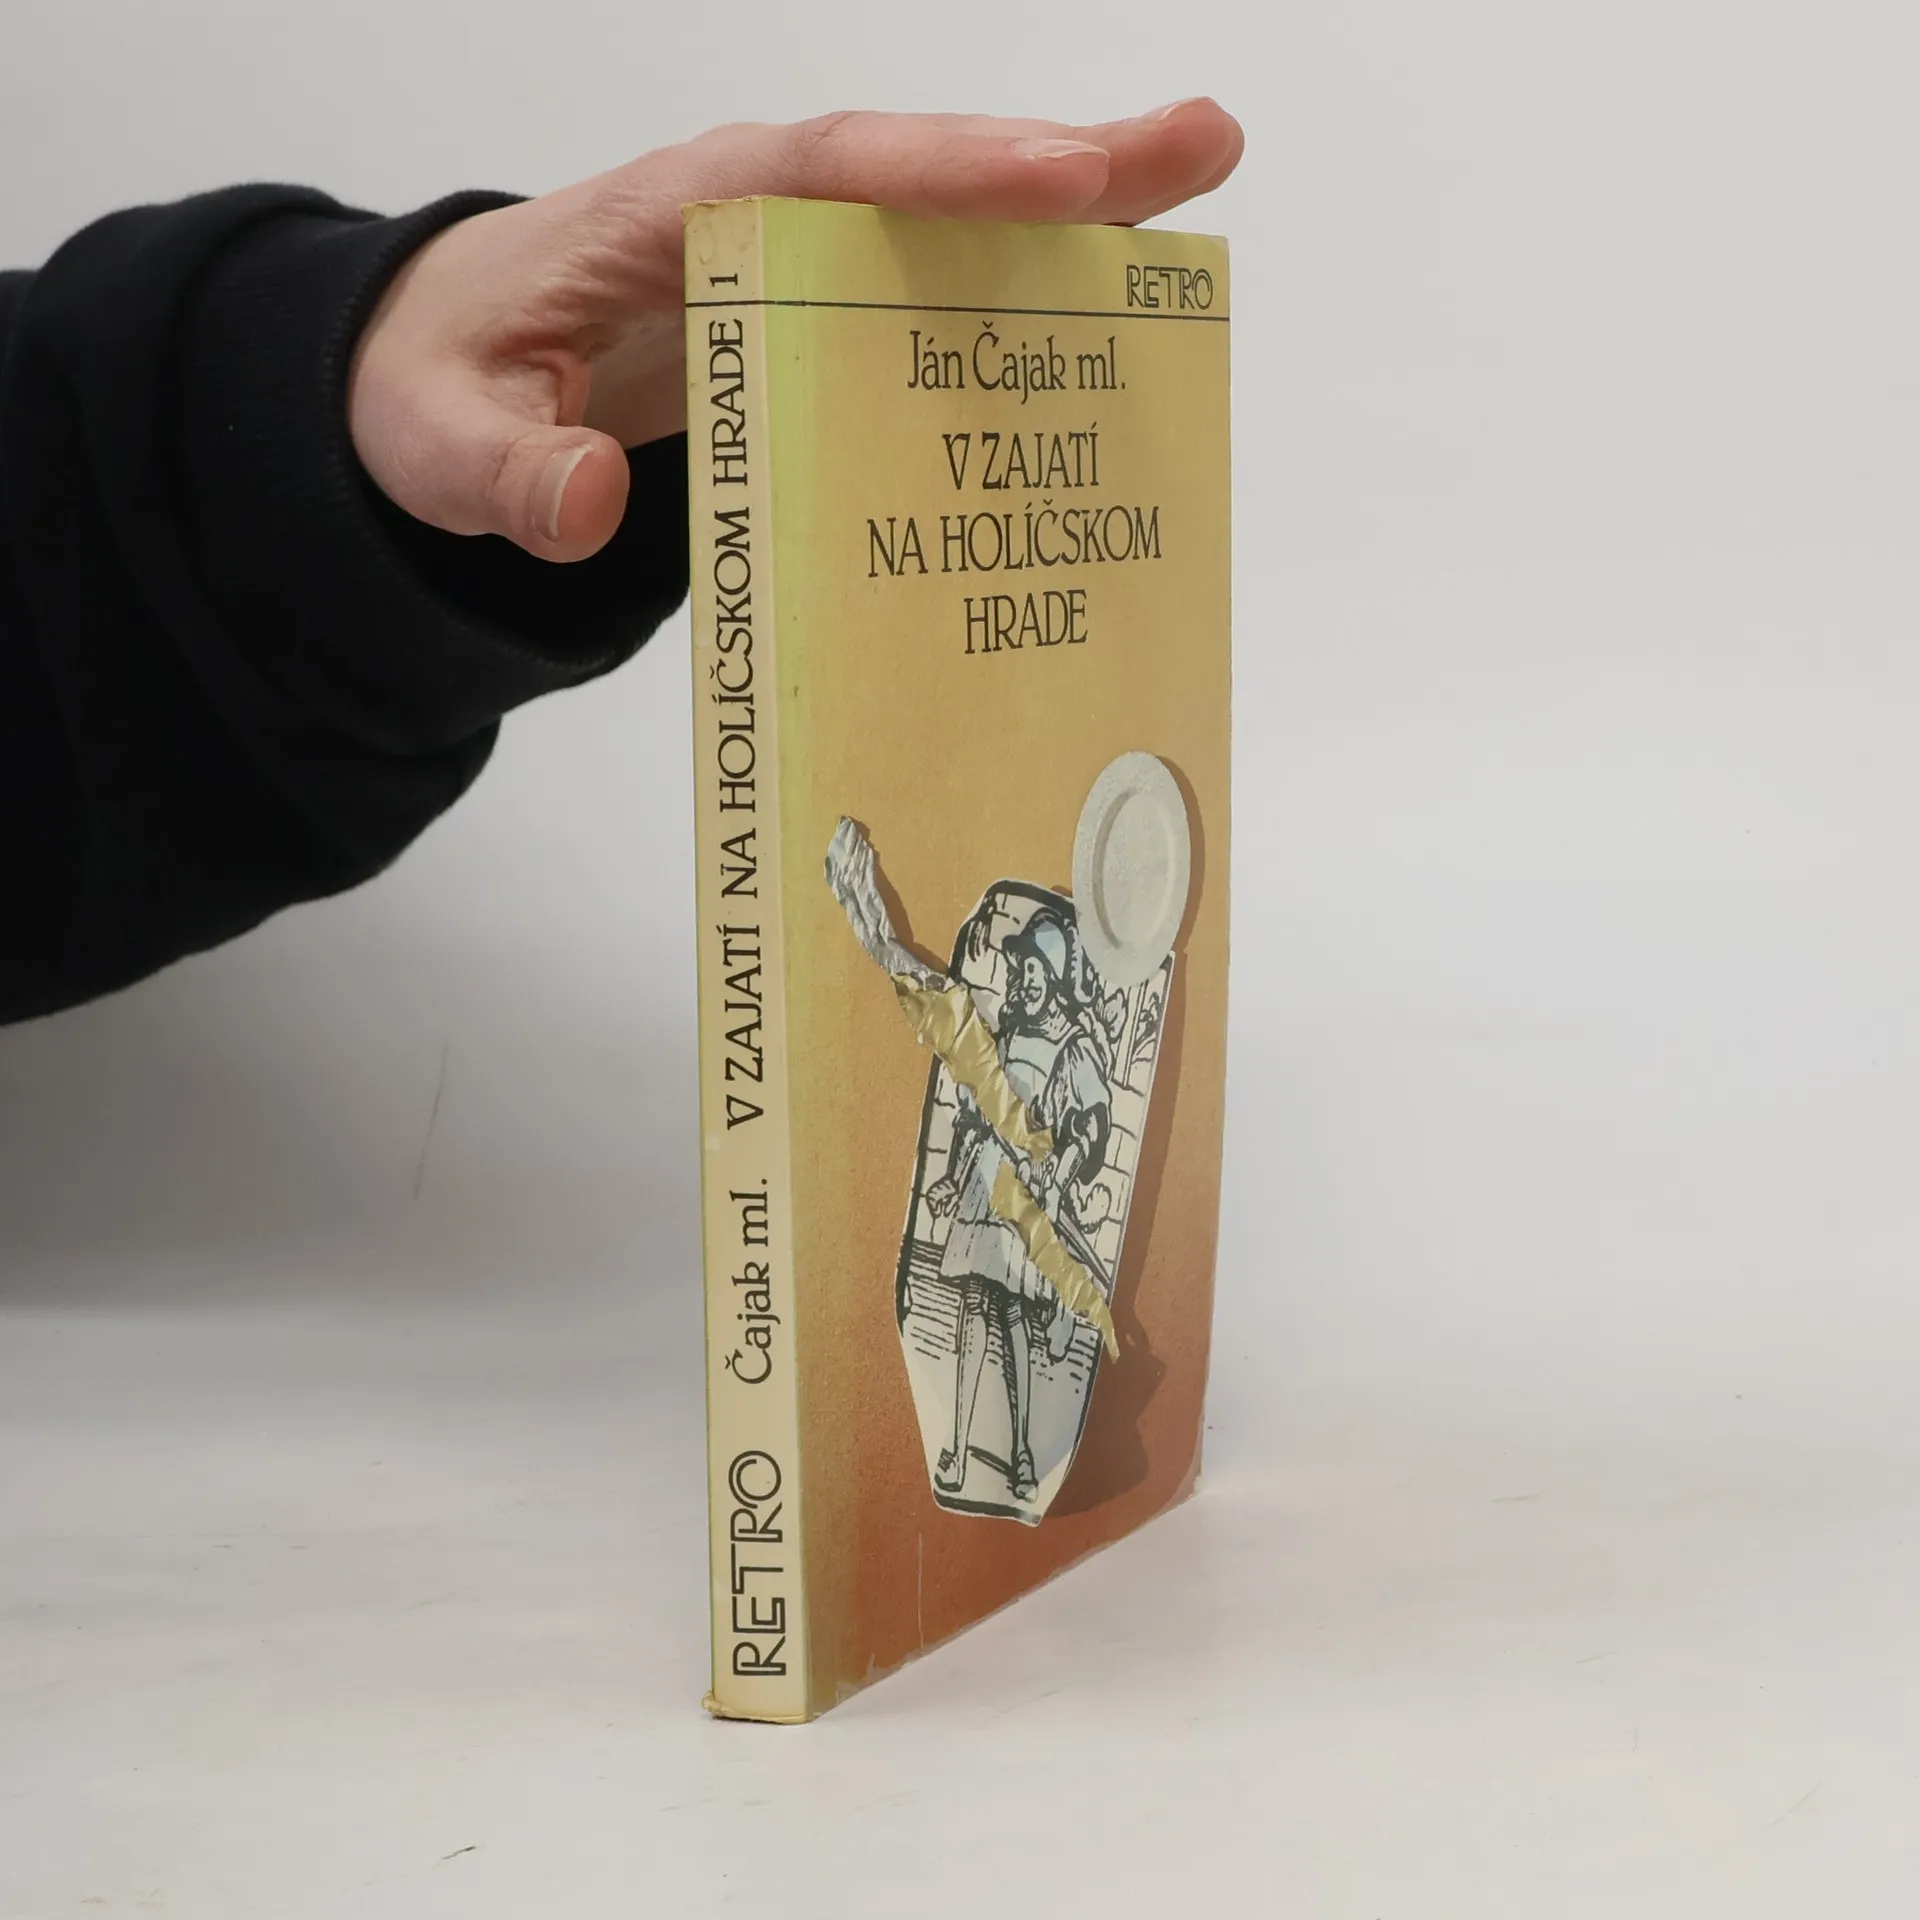 RETRO
Ján Čajak ml.
V ZAJATÍ
NA HOLÍČSKOM
HRADE
RETRO Čajak ml. V ZAJATÍ NA HOLÍČSKOM HRADE 1